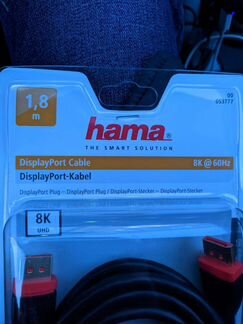 1,8
m
00
053777
hama®
THE SMART SOLUTION
DisplayPort Cable 8K@60Hz
DisplayPort-Kabel
DisplayPort Plug – DisplayPort Plug / DisplayPort-Stecker – DisplayPort-Stecker
8K
UHD